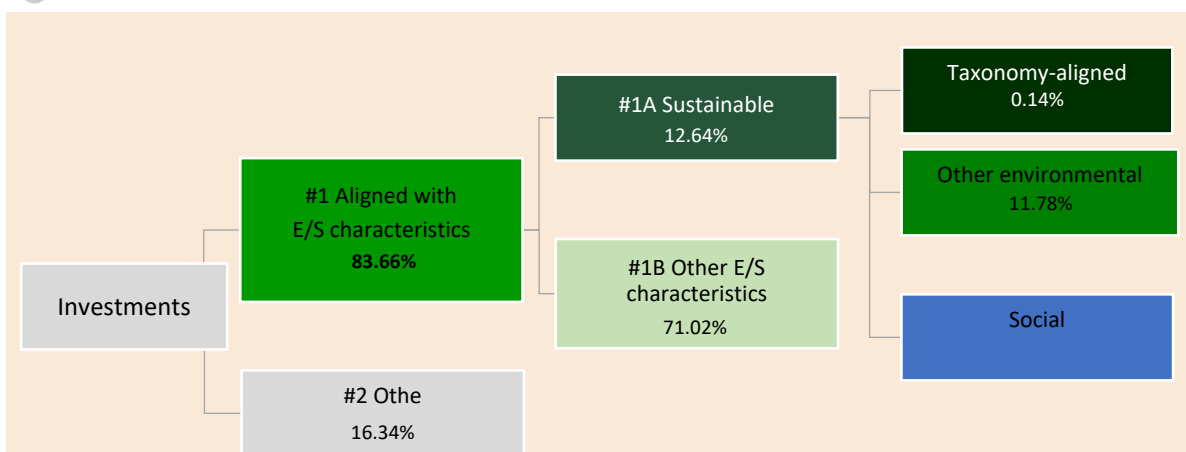 Investments
#1 Aligned with
E/S characteristics
83.66%
#2 Othe
16.34%
#1A Sustainable
12.64%
#1B Other E/S
characteristics
71.02%
Taxonomy-aligned
0.14%
Other environmental
11.78%
Social